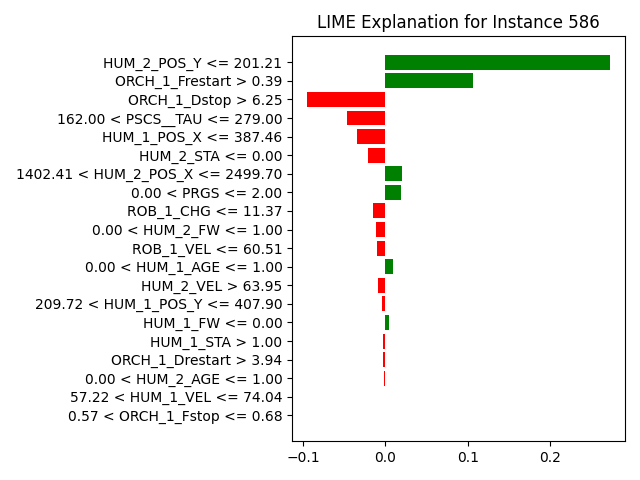 LIME Explanation for Instance 586
HUM_2_POS_Y <= 201.21
ORCH_1_Frestart > 0.39
ORCH_1_Dstop > 6.25
162.00 < PSCS__TAU <= 279.00
HUM_1_POS_X <= 387.46
HUM_2_STA <= 0.00
1402.41 < HUM_2_POS_X <= 2499.70
0.00 < PRGS <= 2.00
ROB_1_CHG <= 11.37
0.00 < HUM_2_FW <= 1.00
ROB_1_VEL <= 60.51
0.00 < HUM_1_AGE <= 1.00
HUM_2_VEL > 63.95
209.72 < HUM_1_POS_Y <= 407.90
HUM_1_FW <= 0.00
HUM_1_STA > 1.00
ORCH_1_Drestart > 3.94
0.00 < HUM_2_AGE <= 1.00
57.22 < HUM_1_VEL <= 74.04
0.57 < ORCH_1_Fstop <= 0.68
−0.1 0.0 0.1 0.2